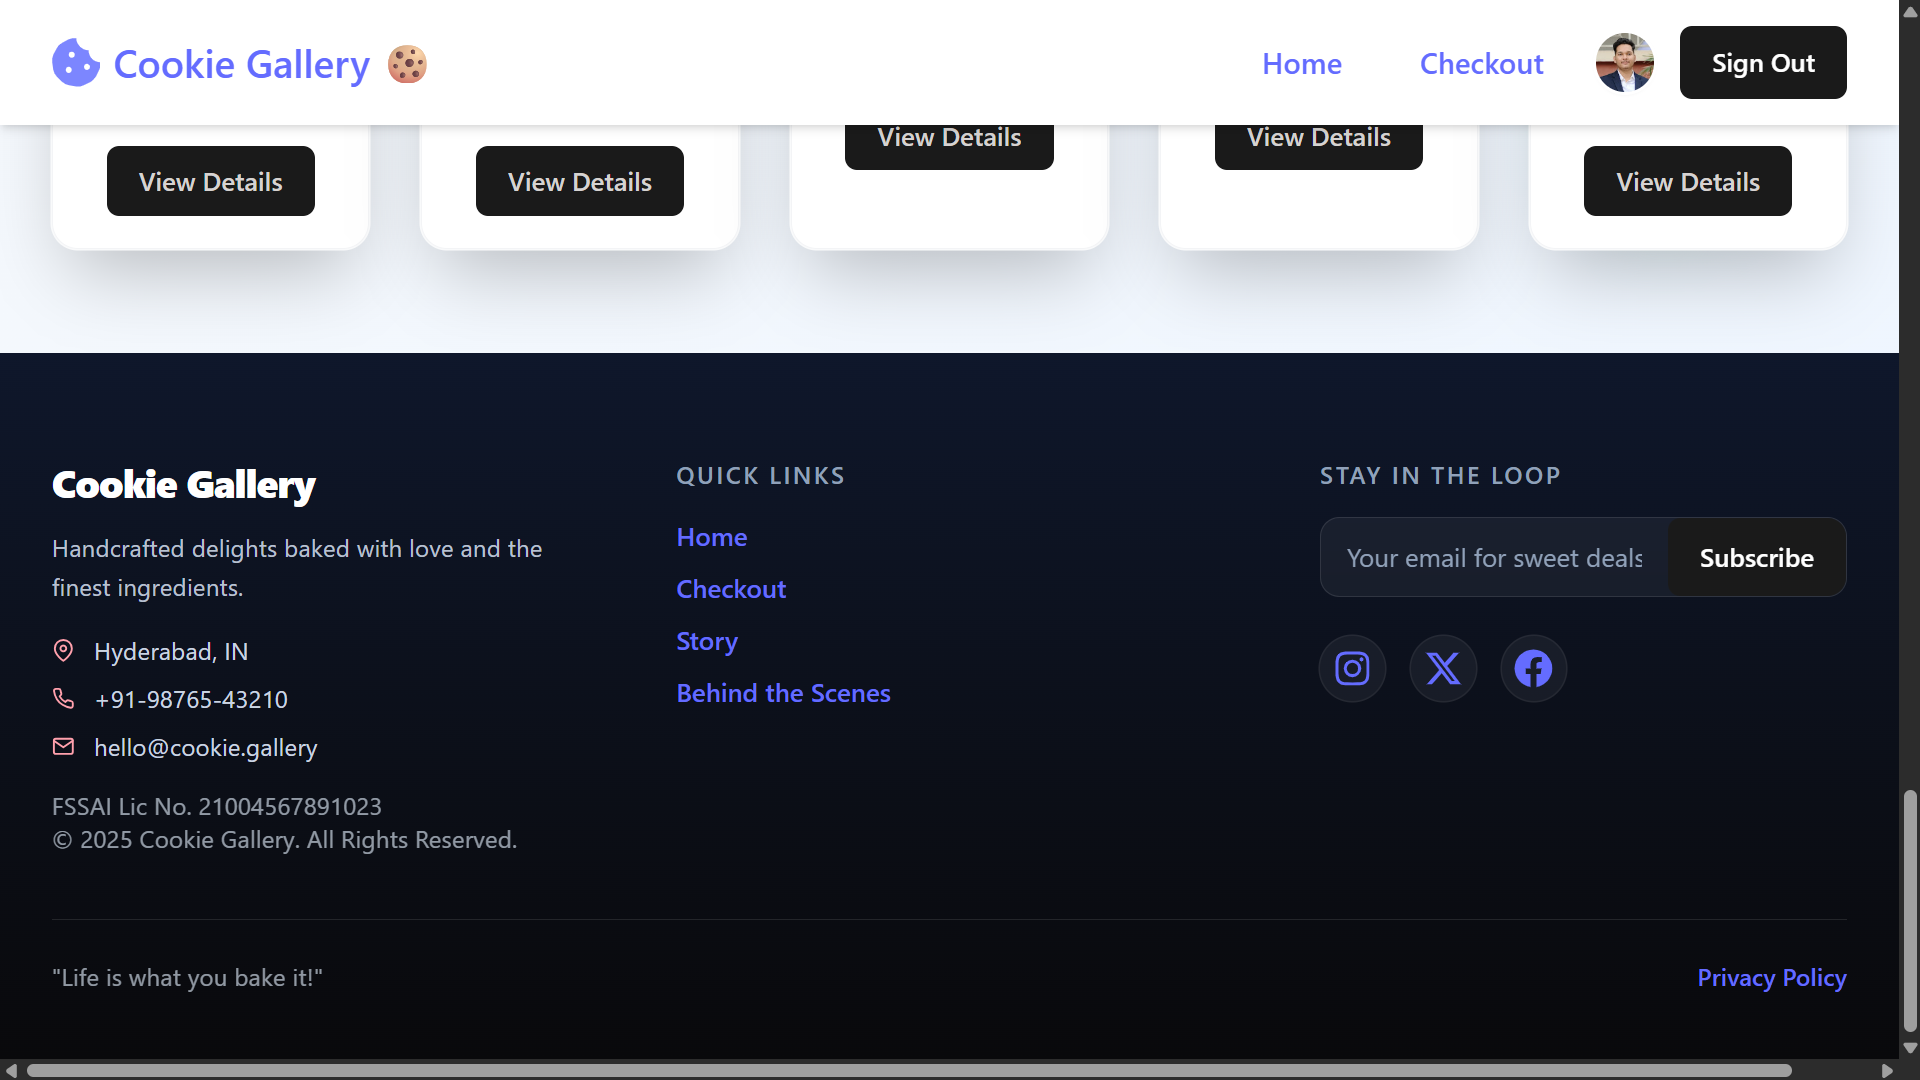 Cookie Gallery 🍪
Home
Checkout
Sign Out
View Details
View Details
View Details
View Details
View Details
Cookie Gallery
Handcrafted delights baked with love and the
finest ingredients.
Hyderabad, IN
+91-98765-43210
hello@cookie.gallery
FSSAI Lic No. 21004567891023
© 2025 Cookie Gallery. All Rights Reserved.
QUICK LINKS
Home
Checkout
Story
Behind the Scenes
STAY IN THE LOOP
Your email for sweet deals
Subscribe
"Life is what you bake it!"
Privacy Policy